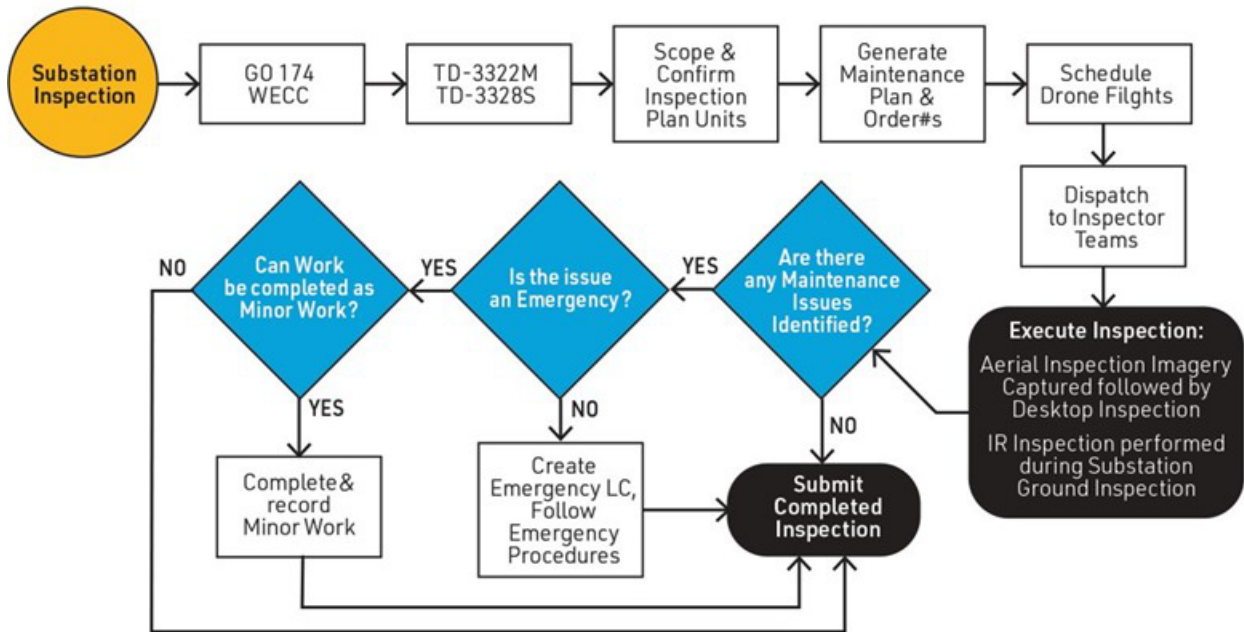 Substation
Inspection
GO 174
WECC
TD-3322M
TD-3328S
Scope &
Confirm
Inspection
Plan Units
Generate
Maintenance
Plan &
Order#s
Schedule
Drone Filghts
Dispatch
to Inspector
Teams
Execute Inspection:
Aerial Inspection Imagery
Captured followed by
Desktop Inspection
IR Inspection performed
during Substation
Ground Inspection
Are there
any Maintenance
Issues
Identified?
YES
NO
Is the issue
an Emergency?
YES
NO
Can Work
be completed as
Minor Work?
NO
YES
Complete &
record
Minor Work
Create
Emergency LC,
Follow
Emergency
Procedures
Submit
Completed
Inspection